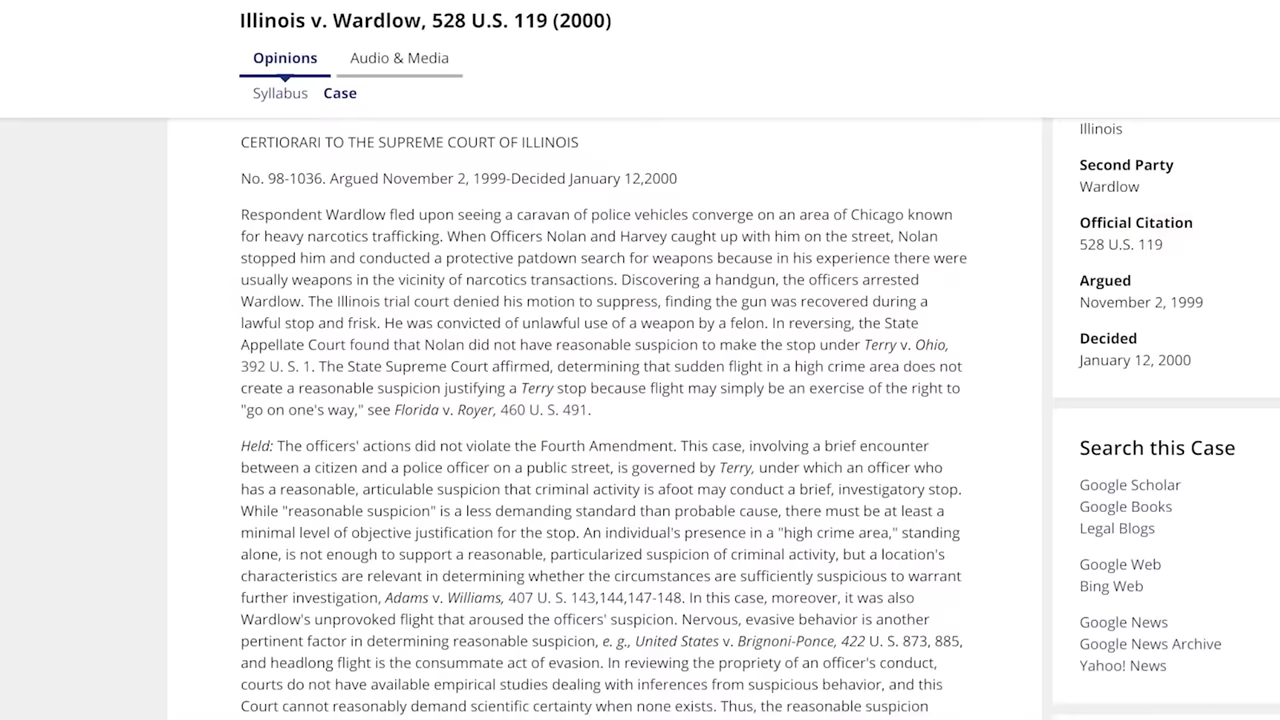 Illinois v. Wardlow, 528 U.S. 119 (2000)
Opinions
Audio & Media
Syllabus
Case
CERTIORARI TO THE SUPREME COURT OF ILLINOIS
No. 98-1036. Argued November 2, 1999-Decided January 12,2000
Respondent Wardlow fled upon seeing a caravan of police vehicles converge on an area of Chicago known
for heavy narcotics trafficking. When Officers Nolan and Harvey caught up with him on the street, Nolan
stopped him and conducted a protective patdown search for weapons because in his experience there were
usually weapons in the vicinity of narcotics transactions. Discovering a handgun, the officers arrested
Wardlow. The Illinois trial court denied his motion to suppress, finding the gun was recovered during a
lawful stop and frisk. He was convicted of unlawful use of a weapon by a felon. In reversing, the State
Appellate Court found that Nolan did not have reasonable suspicion to make the stop under Terry v. Ohio,
392 U. S. 1. The State Supreme Court affirmed, determining that sudden flight in a high crime area does not
create a reasonable suspicion justifying a Terry stop because flight may simply be an exercise of the right to
"go on one's way," see Florida v. Royer, 460 U. S. 491.
Held: The officers' actions did not violate the Fourth Amendment. This case, involving a brief encounter
between a citizen and a police officer on a public street, is governed by Terry, under which an officer who
has a reasonable, articulable suspicion that criminal activity is afoot may conduct a brief, investigatory stop.
While "reasonable suspicion" is a less demanding standard than probable cause, there must be at least a
minimal level of objective justification for the stop. An individual's presence in a "high crime area," standing
alone, is not enough to support a reasonable, particularized suspicion of criminal activity, but a location's
characteristics are relevant in determining whether the circumstances are sufficiently suspicious to warrant
further investigation, Adams v. Williams, 407 U. S. 143,144,147-148. In this case, moreover, it was also
Wardlow's unprovoked flight that aroused the officers' suspicion. Nervous, evasive behavior is another
pertinent factor in determining reasonable suspicion, e. g., United States v. Brignoni-Ponce, 422 U. S. 873, 885,
and headlong flight is the consummate act of evasion. In reviewing the propriety of an officer's conduct,
courts do not have available empirical studies dealing with inferences from suspicious behavior, and this
Court cannot reasonably demand scientific certainty when none exists. Thus, the reasonable suspicion
Illinois
Second Party
Wardlow
Official Citation
528 U.S. 119
Argued
November 2, 1999
Decided
January 12, 2000
Search this Case
Google Scholar
Google Books
Legal Blogs
Google Web
Bing Web
Google News
Google News Archive
Yahoo! News